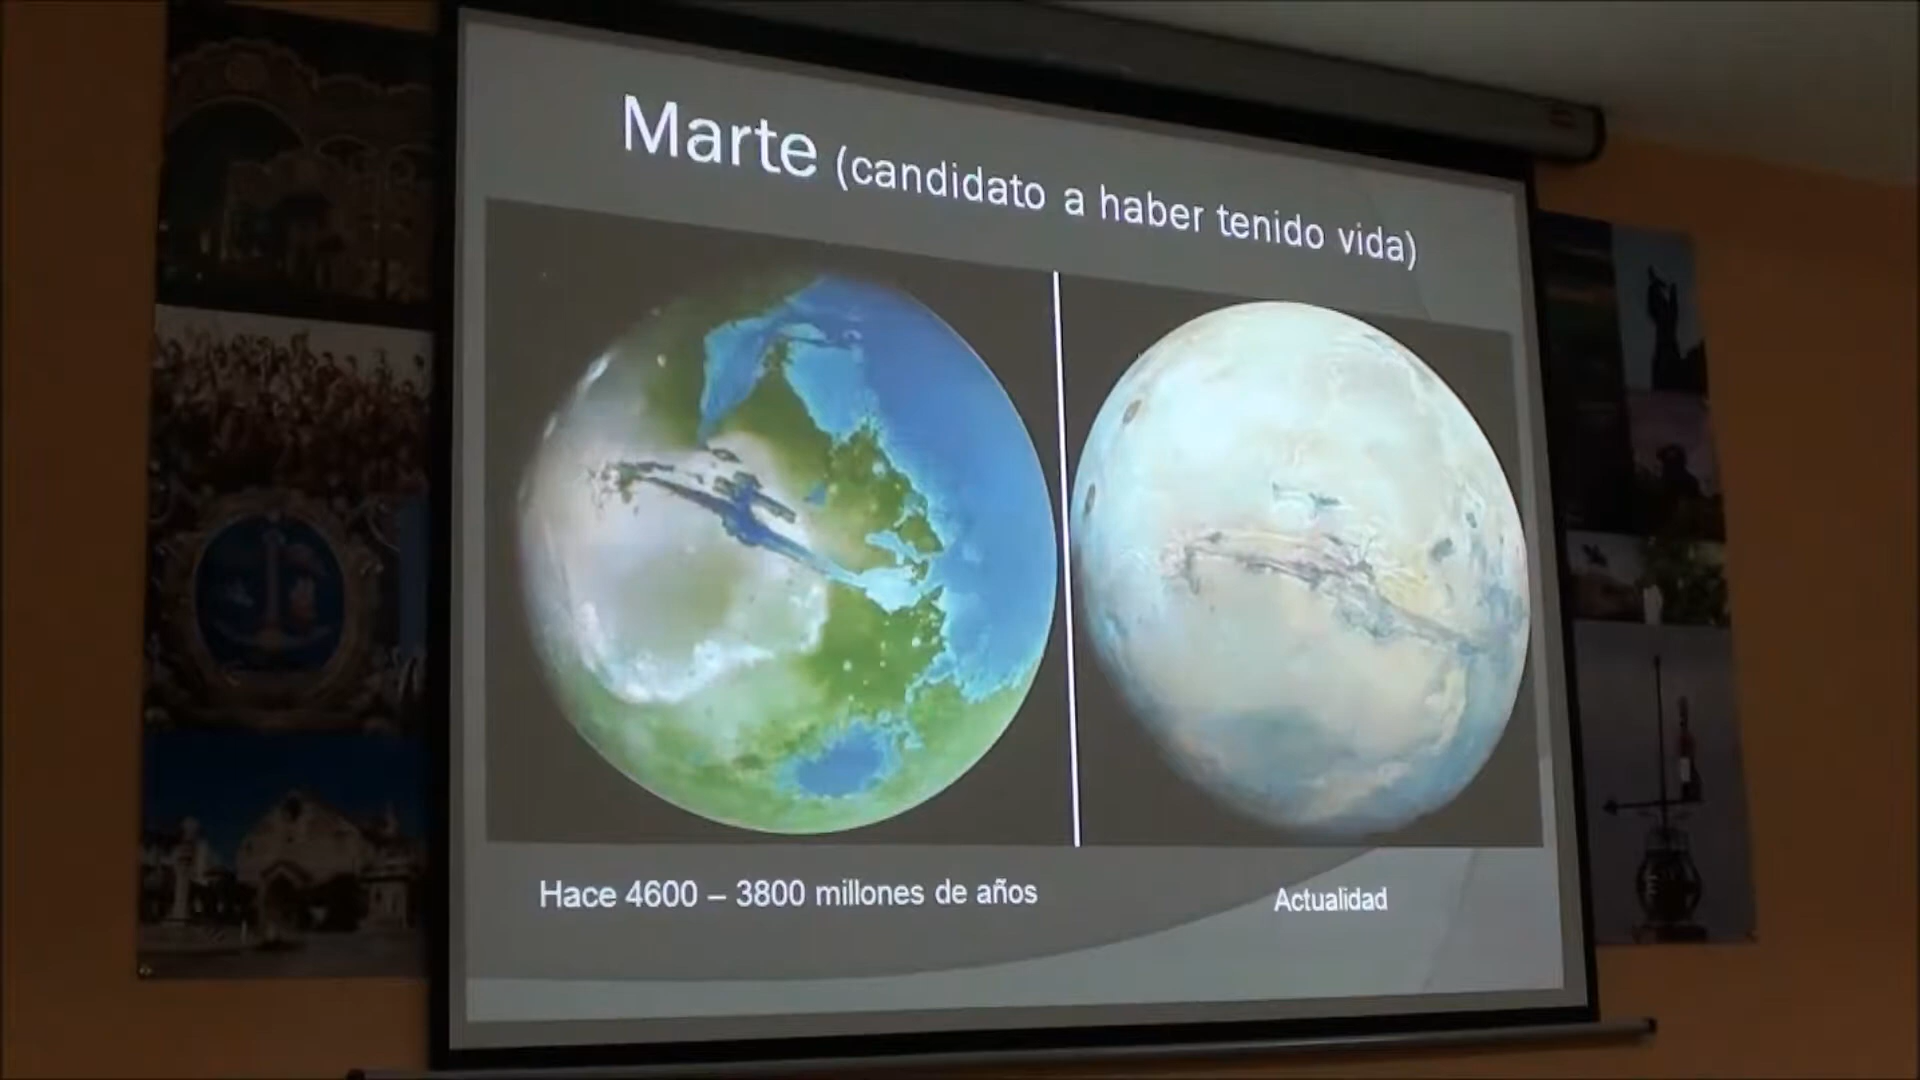 Marte (candidato a haber tenido vida)
Hace 4600 – 3800 millones de años
Actualidad